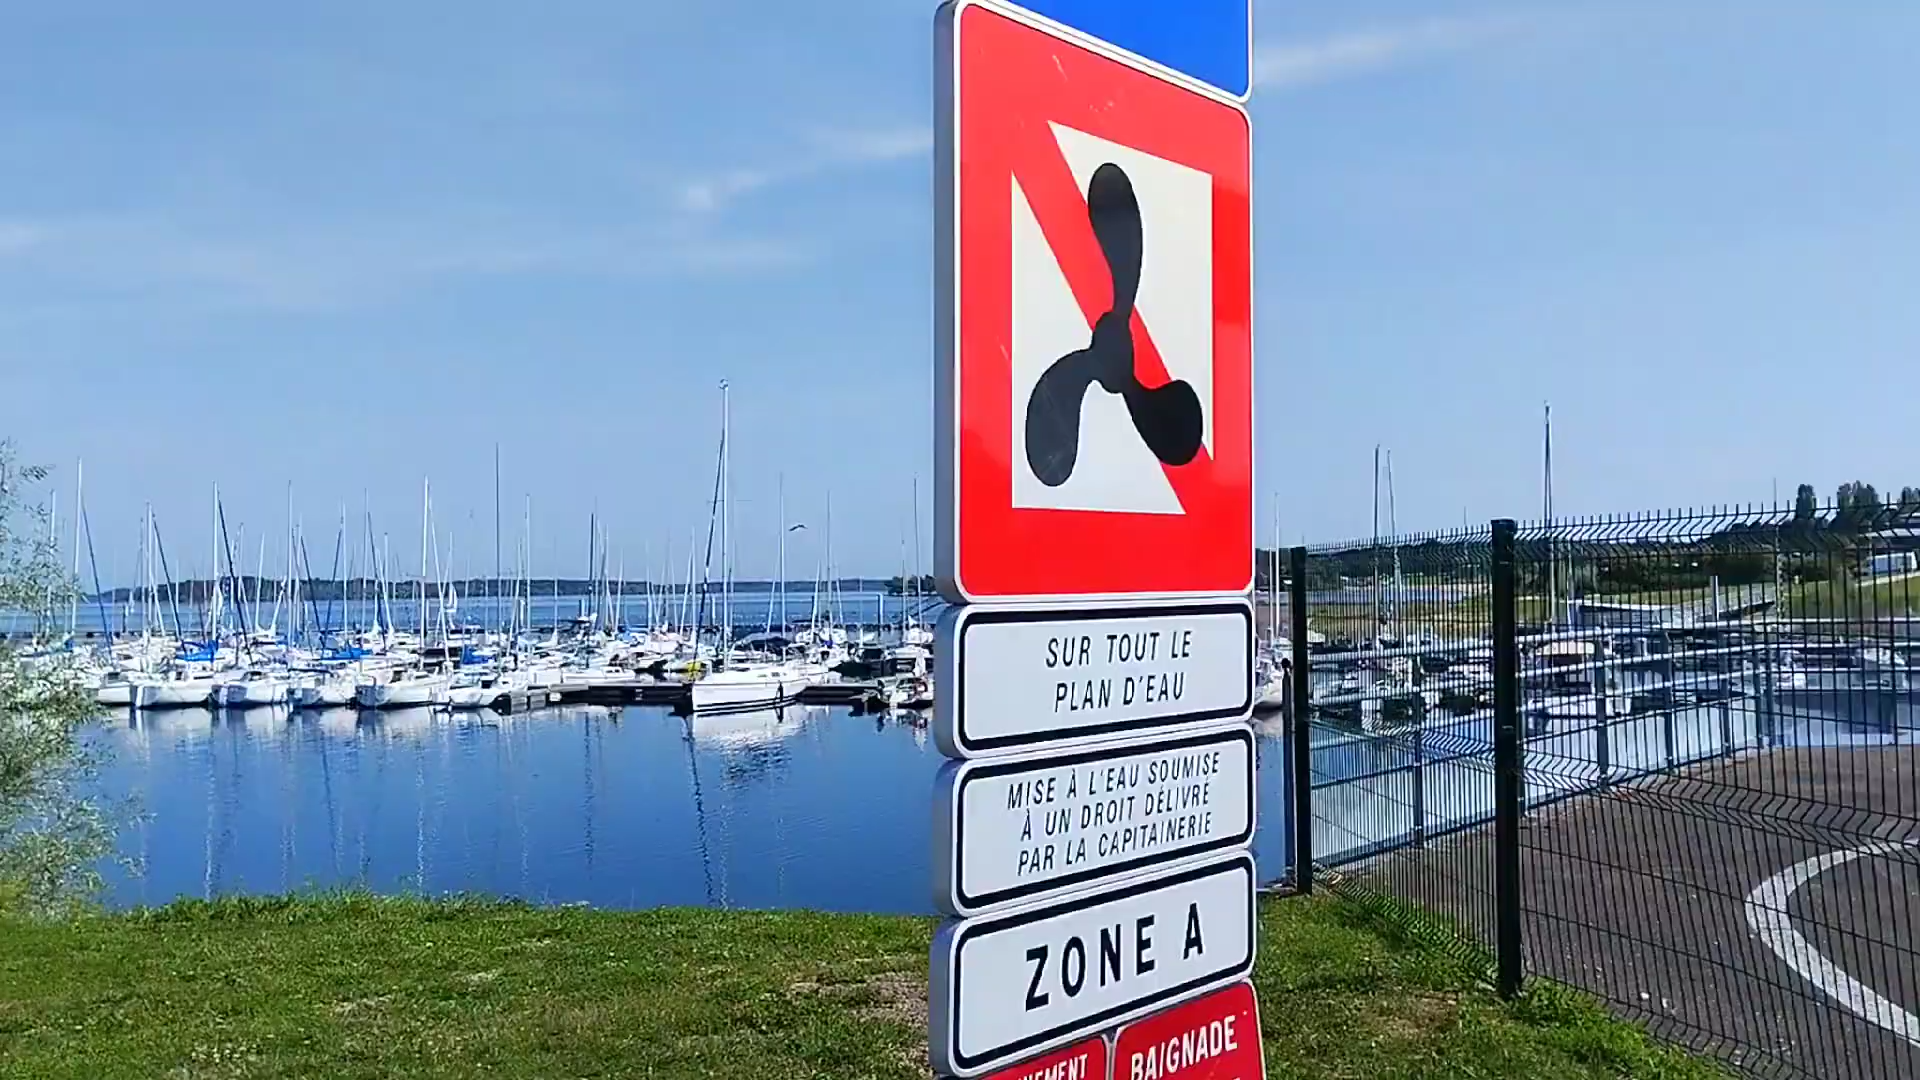 SUR TOUT LE
PLAN D'EAU
MISE À L'EAU SOUMISE
À UN DROIT DÉLIVRÉ
PAR LA CAPITAINERIE
ZONE A
BAIGNADE